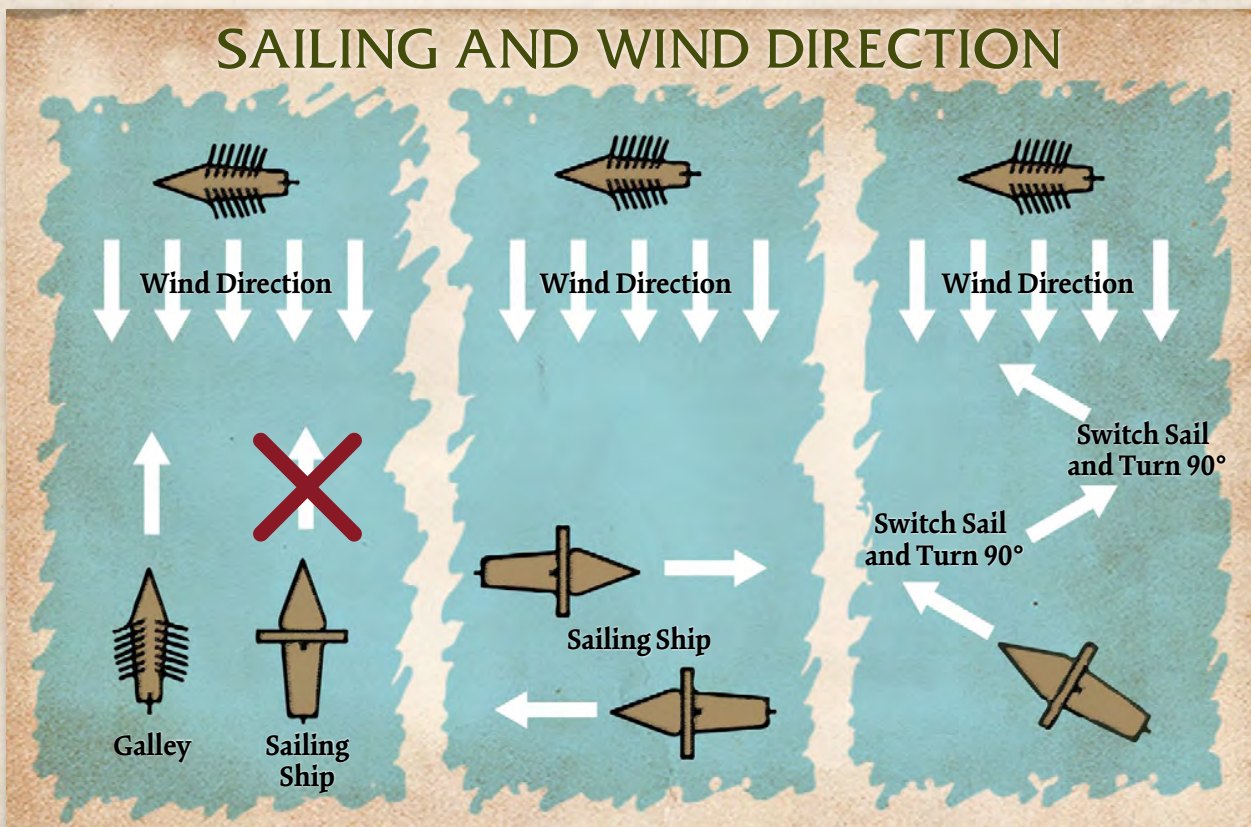 SAILING AND WIND DIRECTION
Wind Direction
Galley
Sailing
Ship
Wind Direction
Sailing Ship
Wind Direction
Switch Sail
and Turn 90°
Switch Sail
and Turn 90°